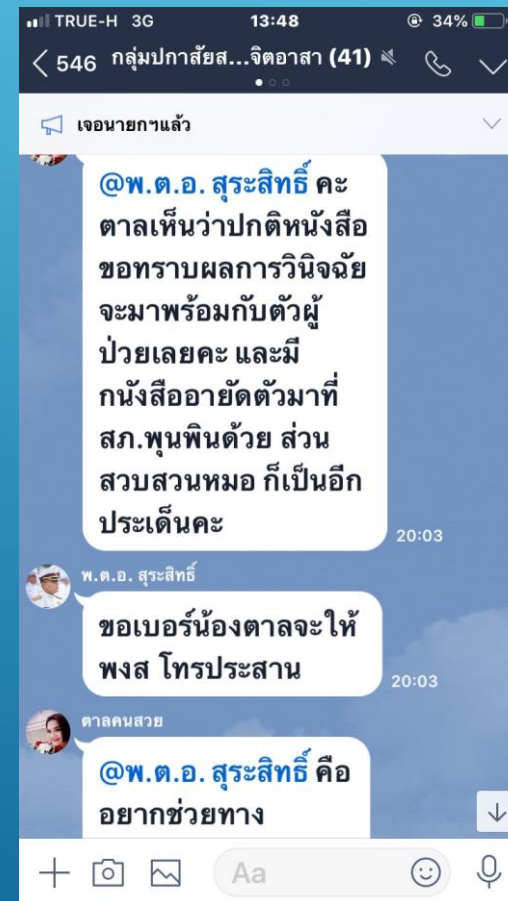 TRUE-H 3G 13:48 34%
546 กลุ่มปกาสัยส...จิตอาสา (41)
เจอนายกฯแล้ว
@พ.ต.อ. สุระสิทธิ์ คะ
ตาลเห็นว่าปกติหนังสือ
ขอทราบผลการวินิจฉัย
จะมาพร้อมกับตัวผู้
ป่วยเลยคะ และมี
กนังสืออายัดตัวมาที่
สภ.พุนพินด้วย ส่วน
สวบสวนหมอ ก็เป็นอีก
ประเด็นคะ
20:03
พ.ต.อ. สุระสิทธิ์
ขอเบอร์น้องตาลจะให้
พงส โทรประสาน
20:03
ตาลคนสวย
@พ.ต.อ. สุระสิทธิ์ คือ
อยากช่วยทาง
Aa